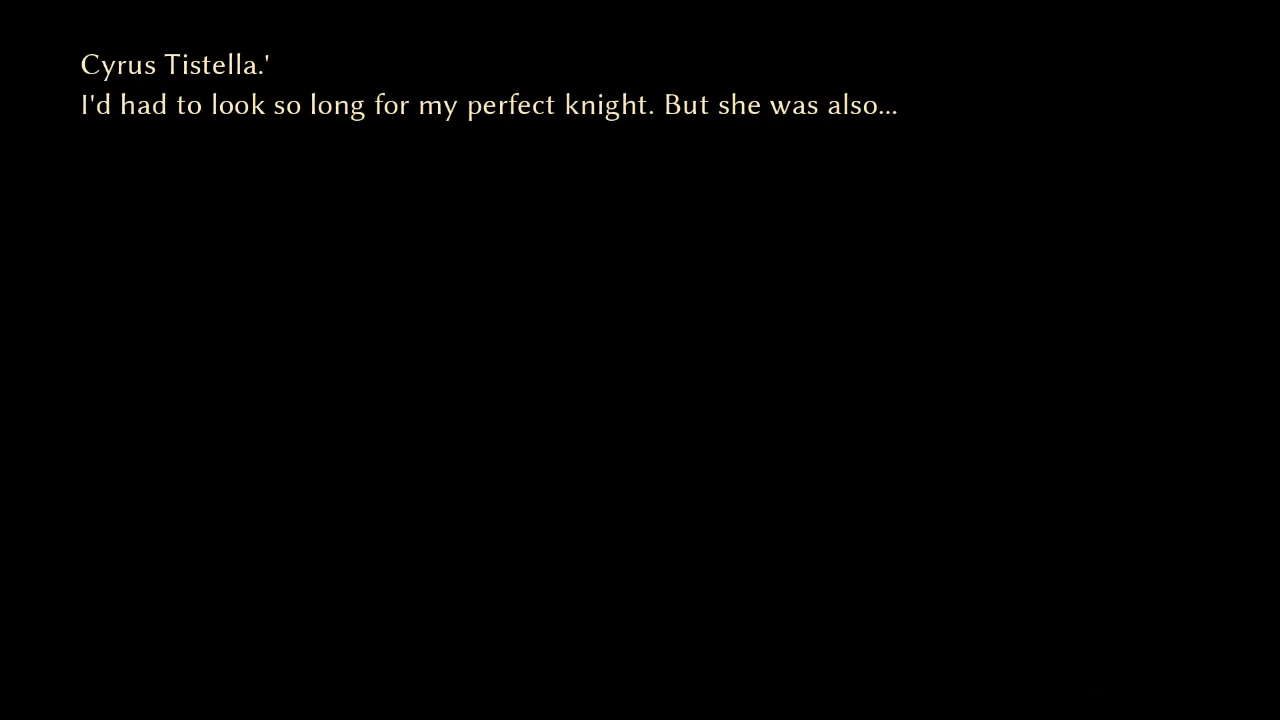 Cyrus Tistella.'
I'd had to look so long for my perfect knight. But she was also...